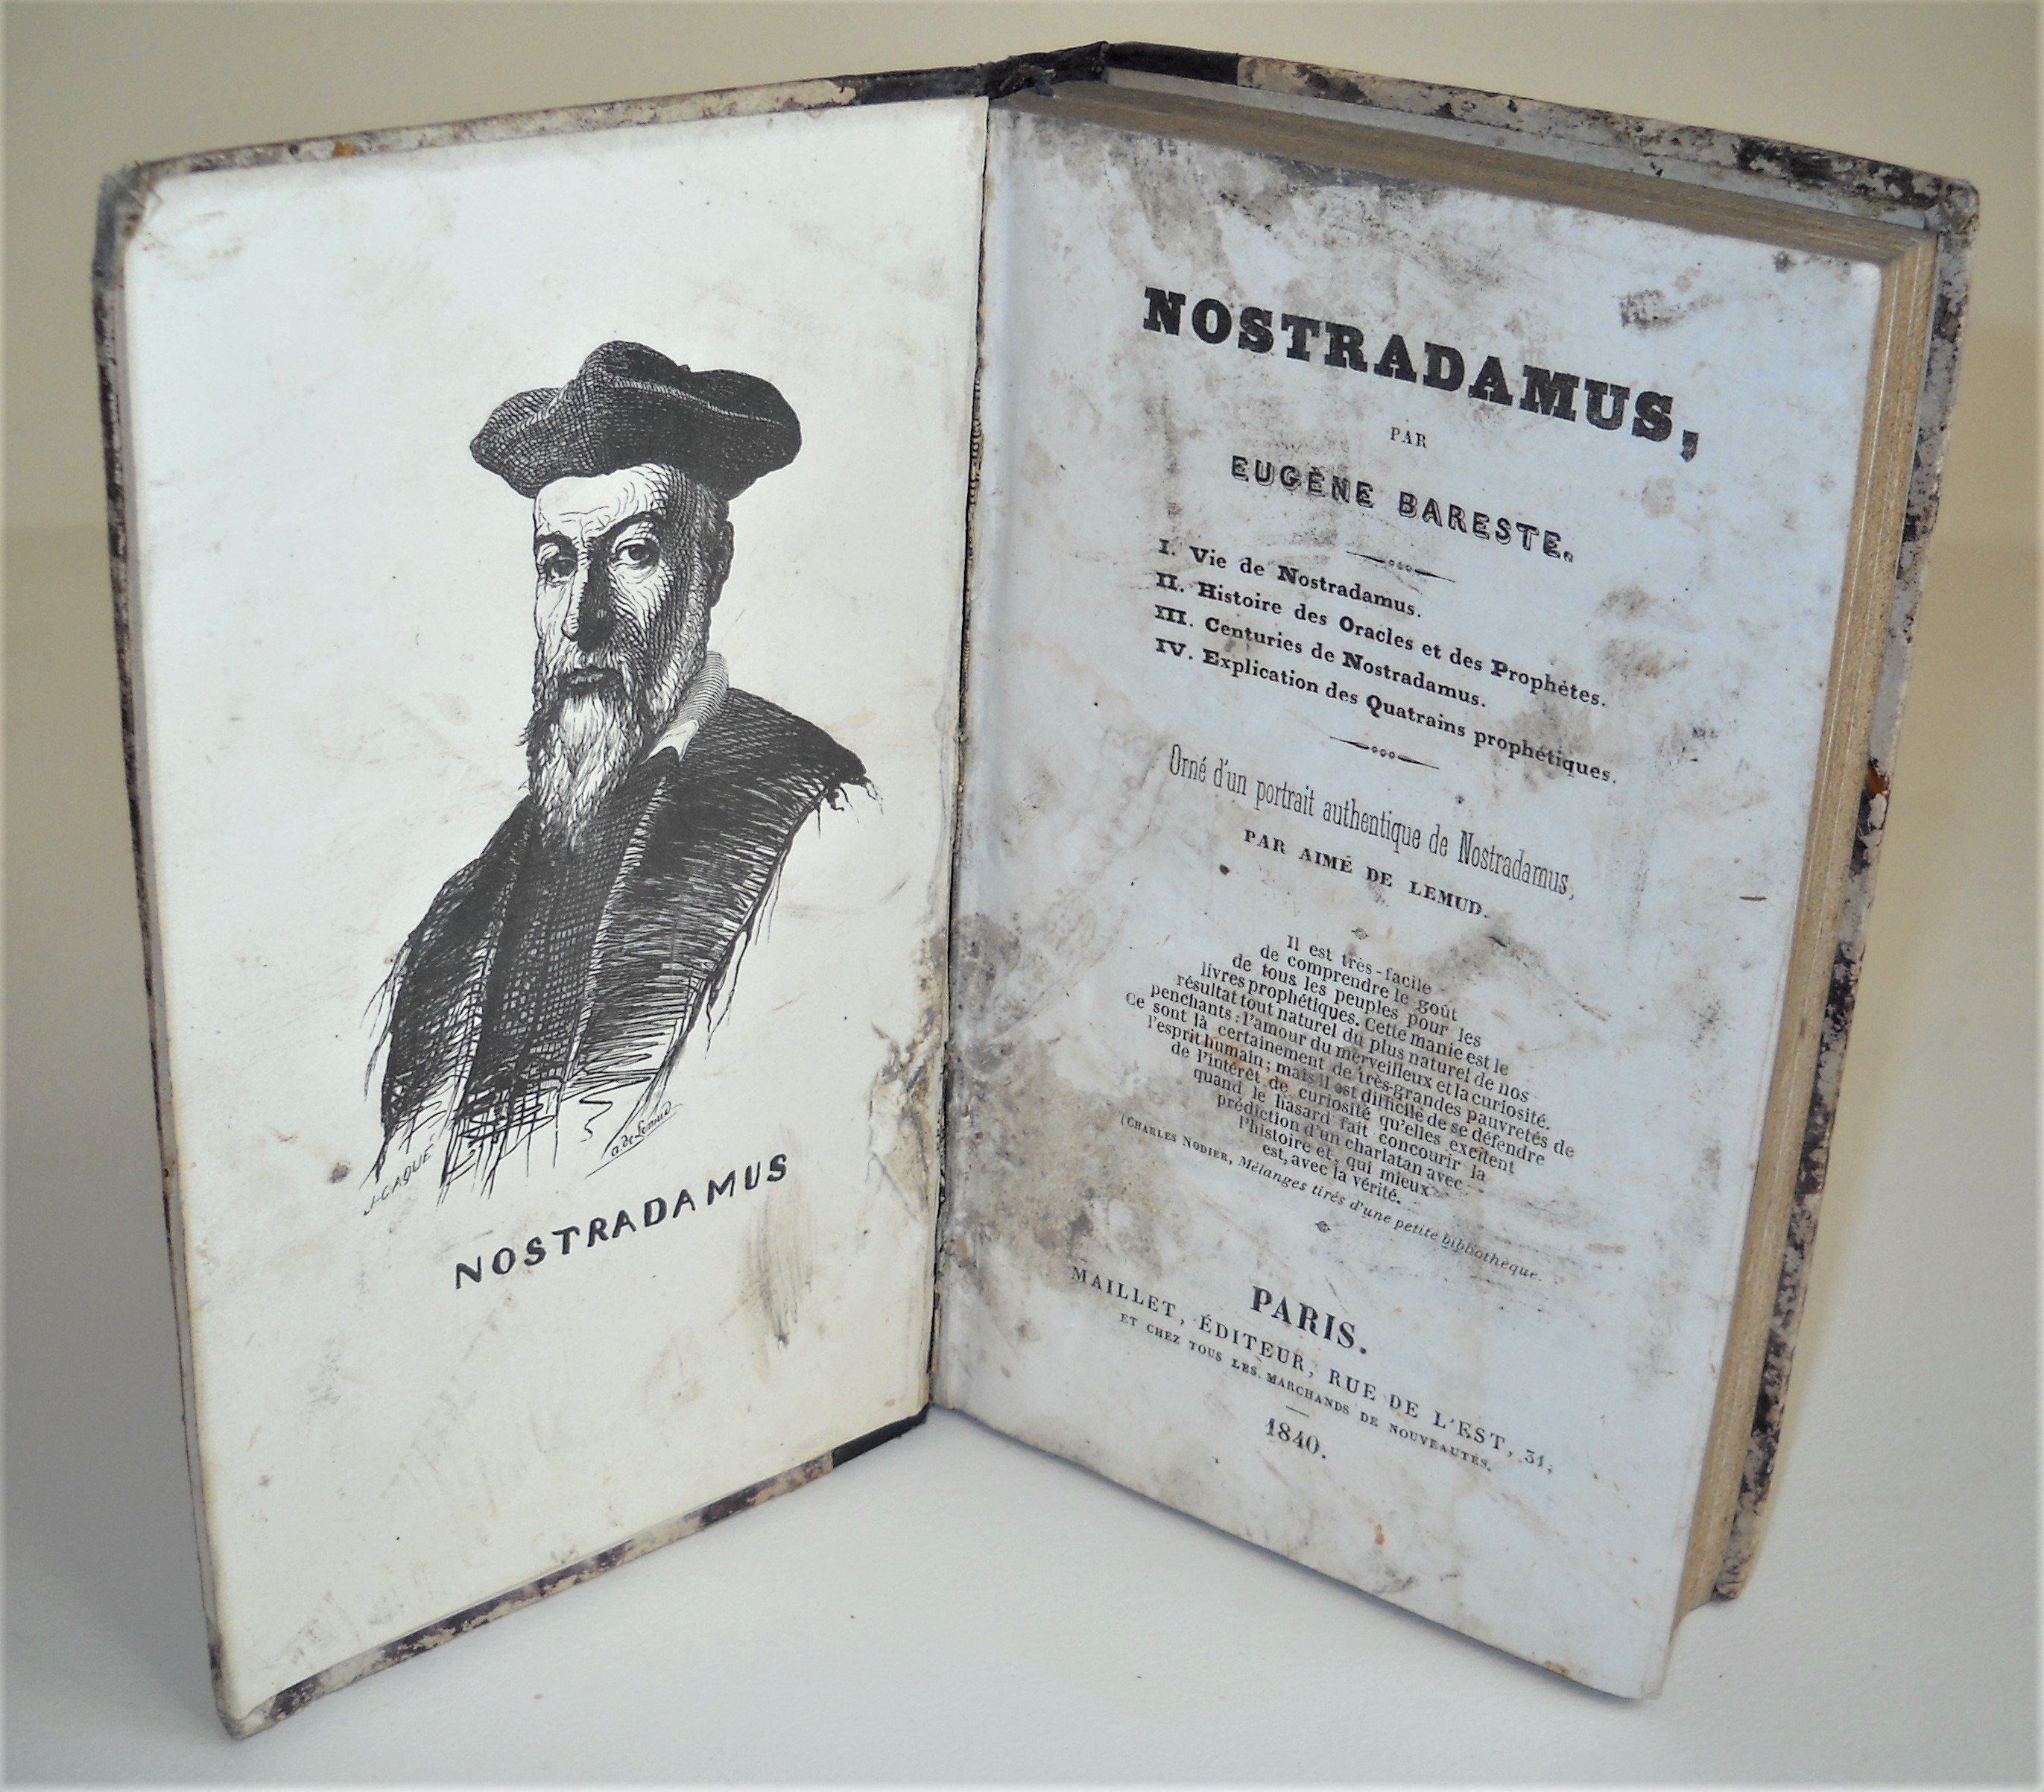 J. CAQUÉ
a. de Lemud
NOSTRADAMUS
NOSTRADAMUS,
PAR
EUGÈNE BARESTE.
I. Vie de Nostradamus.
II. Histoire des Oracles et des Prophètes.
III. Centuries de Nostradamus.
IV. Explication des Quatrains prophétiques.
Orné d'un portrait authentique de Nostradamus,
PAR AIMÉ DE LEMUD.
Il est très-facile
de comprendre le goût
de tous les peuples pour les
livres prophétiques. Cette manie est le
résultat tout naturel du plus naturel de nos
penchants : l'amour du merveilleux et la curiosité.
Ce sont là certainement de très-grandes pauvretés de
l'esprit humain ; mais il est difficile de se défendre
de l'intérêt de curiosité qu'elles excitent
quand le hasard fait concourir la
prédiction d'un charlatan avec
l'histoire et, qui mieux
est, avec la vérité.
(CHARLES NODIER, Mélanges tirés d'une petite bibliothèque.
PARIS.
MAILLET, ÉDITEUR, RUE DE L'EST, 31;
ET CHEZ TOUS LES MARCHANDS DE NOUVEAUTÉS.
1840.